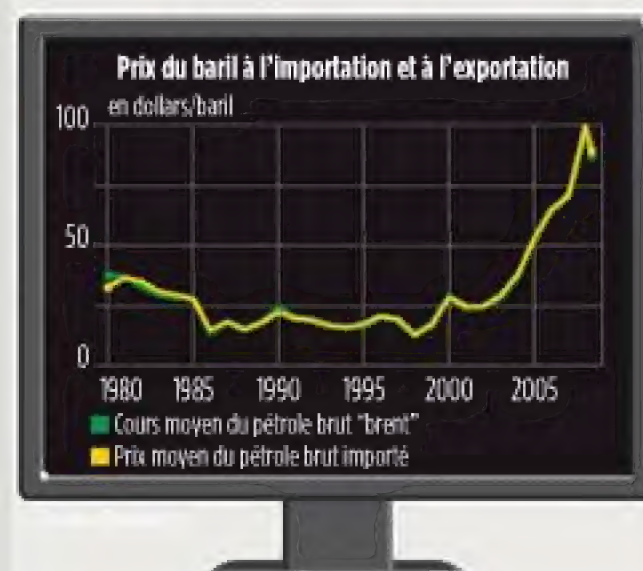 Prix du baril à l'importation et à l'exportation
en dollars/baril
100
50
0
1980 1985 1990 1995 2000 2005
Cours moyen du pétrole brut "brent"
Prix moyen du pétrole brut importé